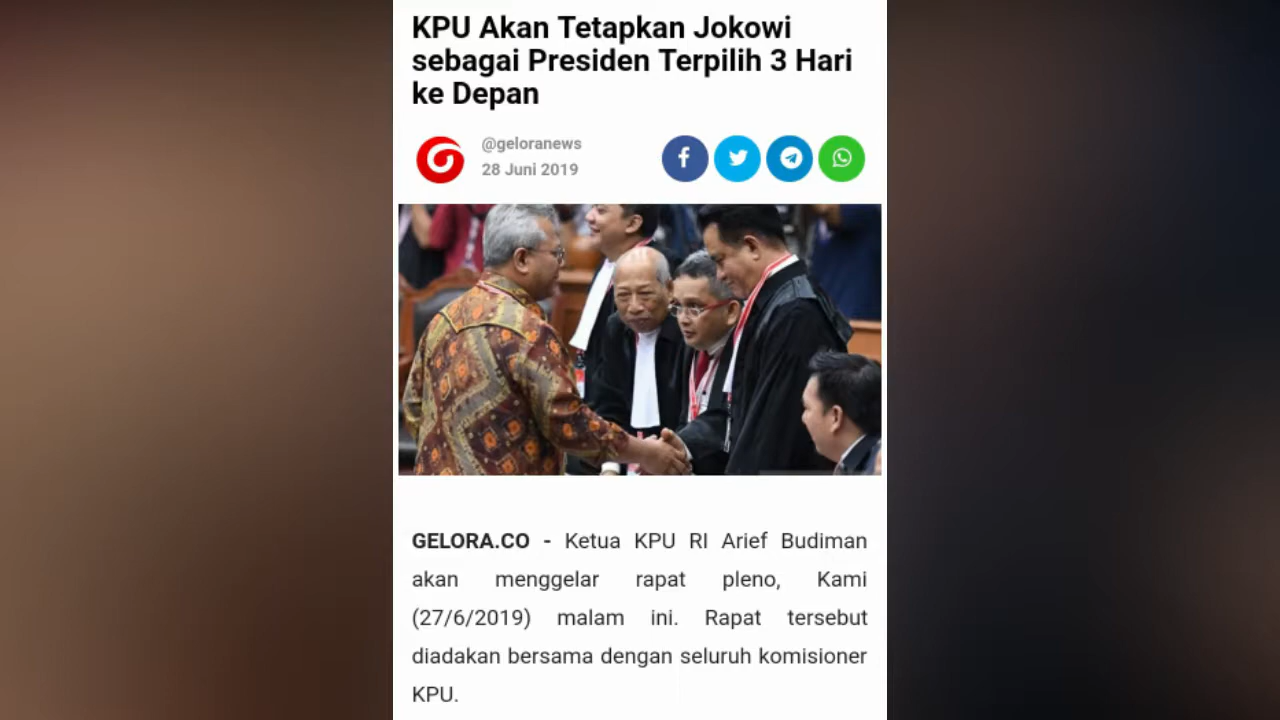 KPU Akan Tetapkan Jokowi
sebagai Presiden Terpilih 3 Hari
ke Depan
@geloranews
28 Juni 2019
GELORA.CO - Ketua KPU RI Arief Budiman
akan menggelar rapat pleno, Kami
(27/6/2019) malam ini. Rapat tersebut
diadakan bersama dengan seluruh komisioner
KPU.